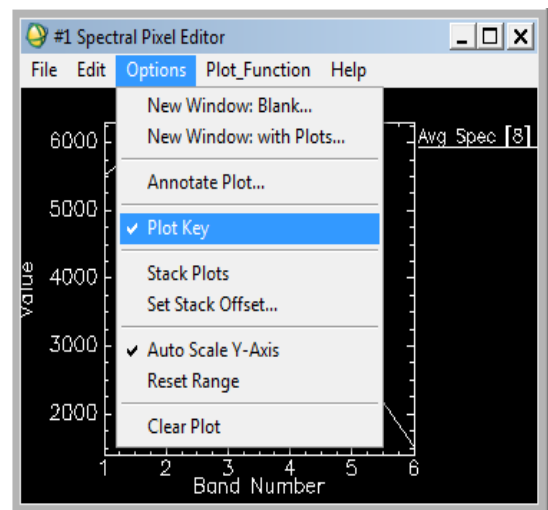 #1 Spectral Pixel Editor
File Edit Options Plot_Function Help
New Window: Blank...
New Window: with Plots...
Annotate Plot...
Plot Key
Stack Plots
Set Stack Offset...
Auto Scale Y-Axis
Reset Range
Clear Plot
Avg Spec [8]
6000
5000
4000
3000
2000
Value
1 2 3 4 5 6
Band Number